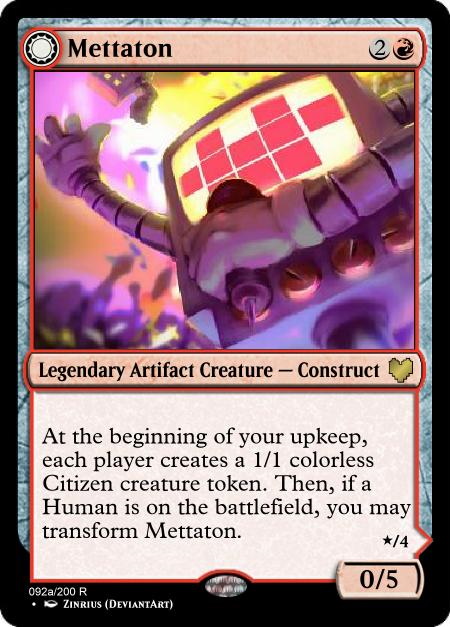 Mettaton 2
Legendary Artifact Creature — Construct
At the beginning of your upkeep,
each player creates a 1/1 colorless
Citizen creature token. Then, if a
Human is on the battlefield, you may
transform Mettaton.
★/4
0/5
092a/200 R
• Zinrius (DeviantArt)